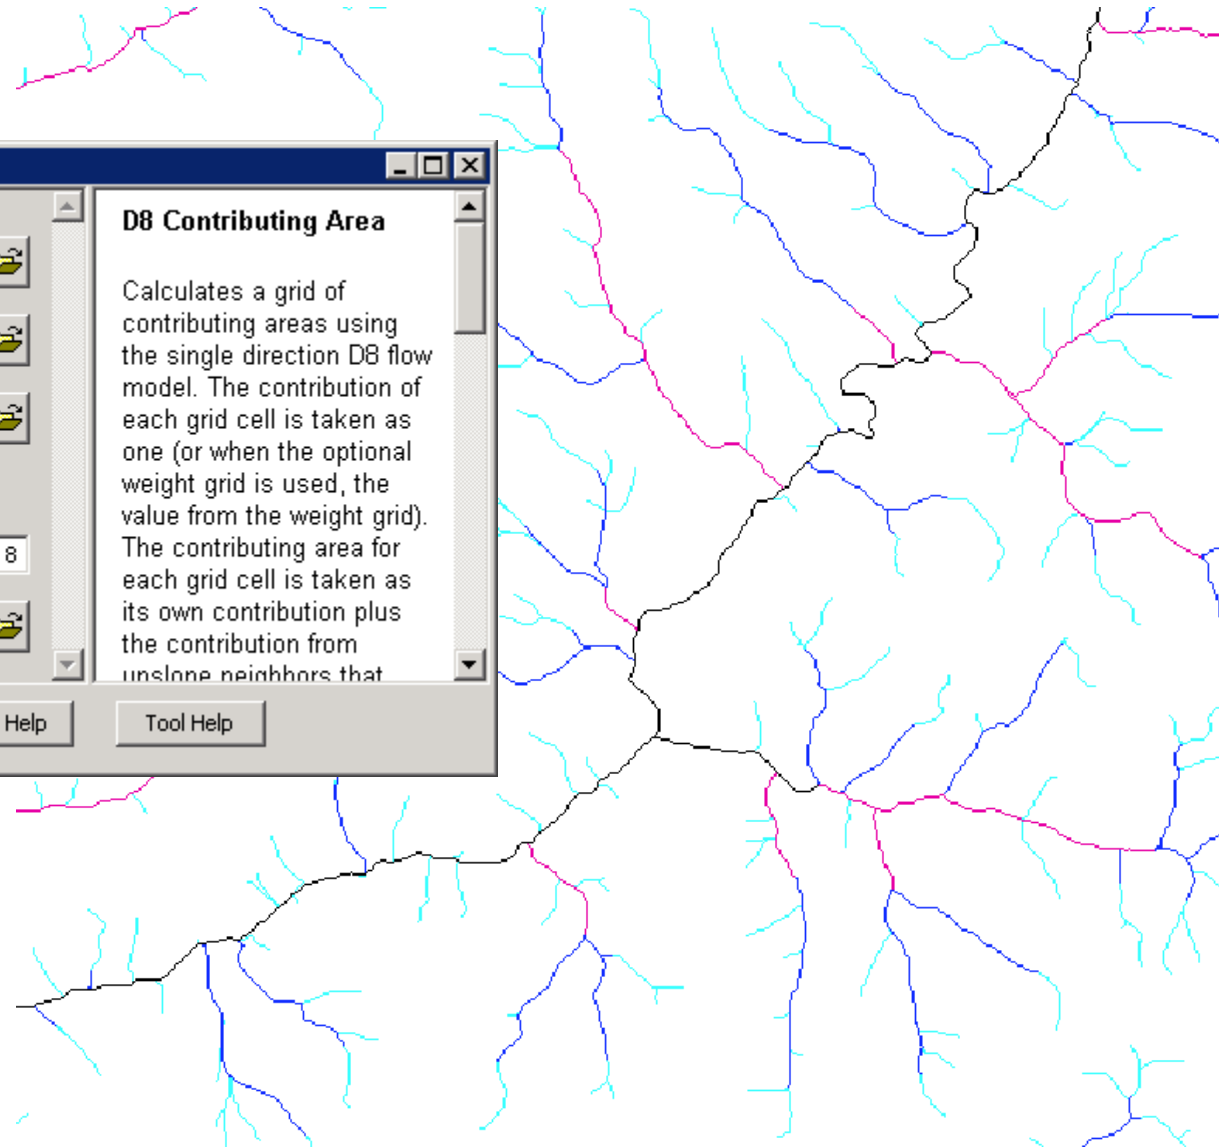 D8 Contributing Area
Calculates a grid of
contributing areas using
the single direction D8 flow
model. The contribution of
each grid cell is taken as
one (or when the optional
weight grid is used, the
value from the weight grid).
The contributing area for
each grid cell is taken as
its own contribution plus
the contribution from
upslope neighbors that
8
Help
Tool Help